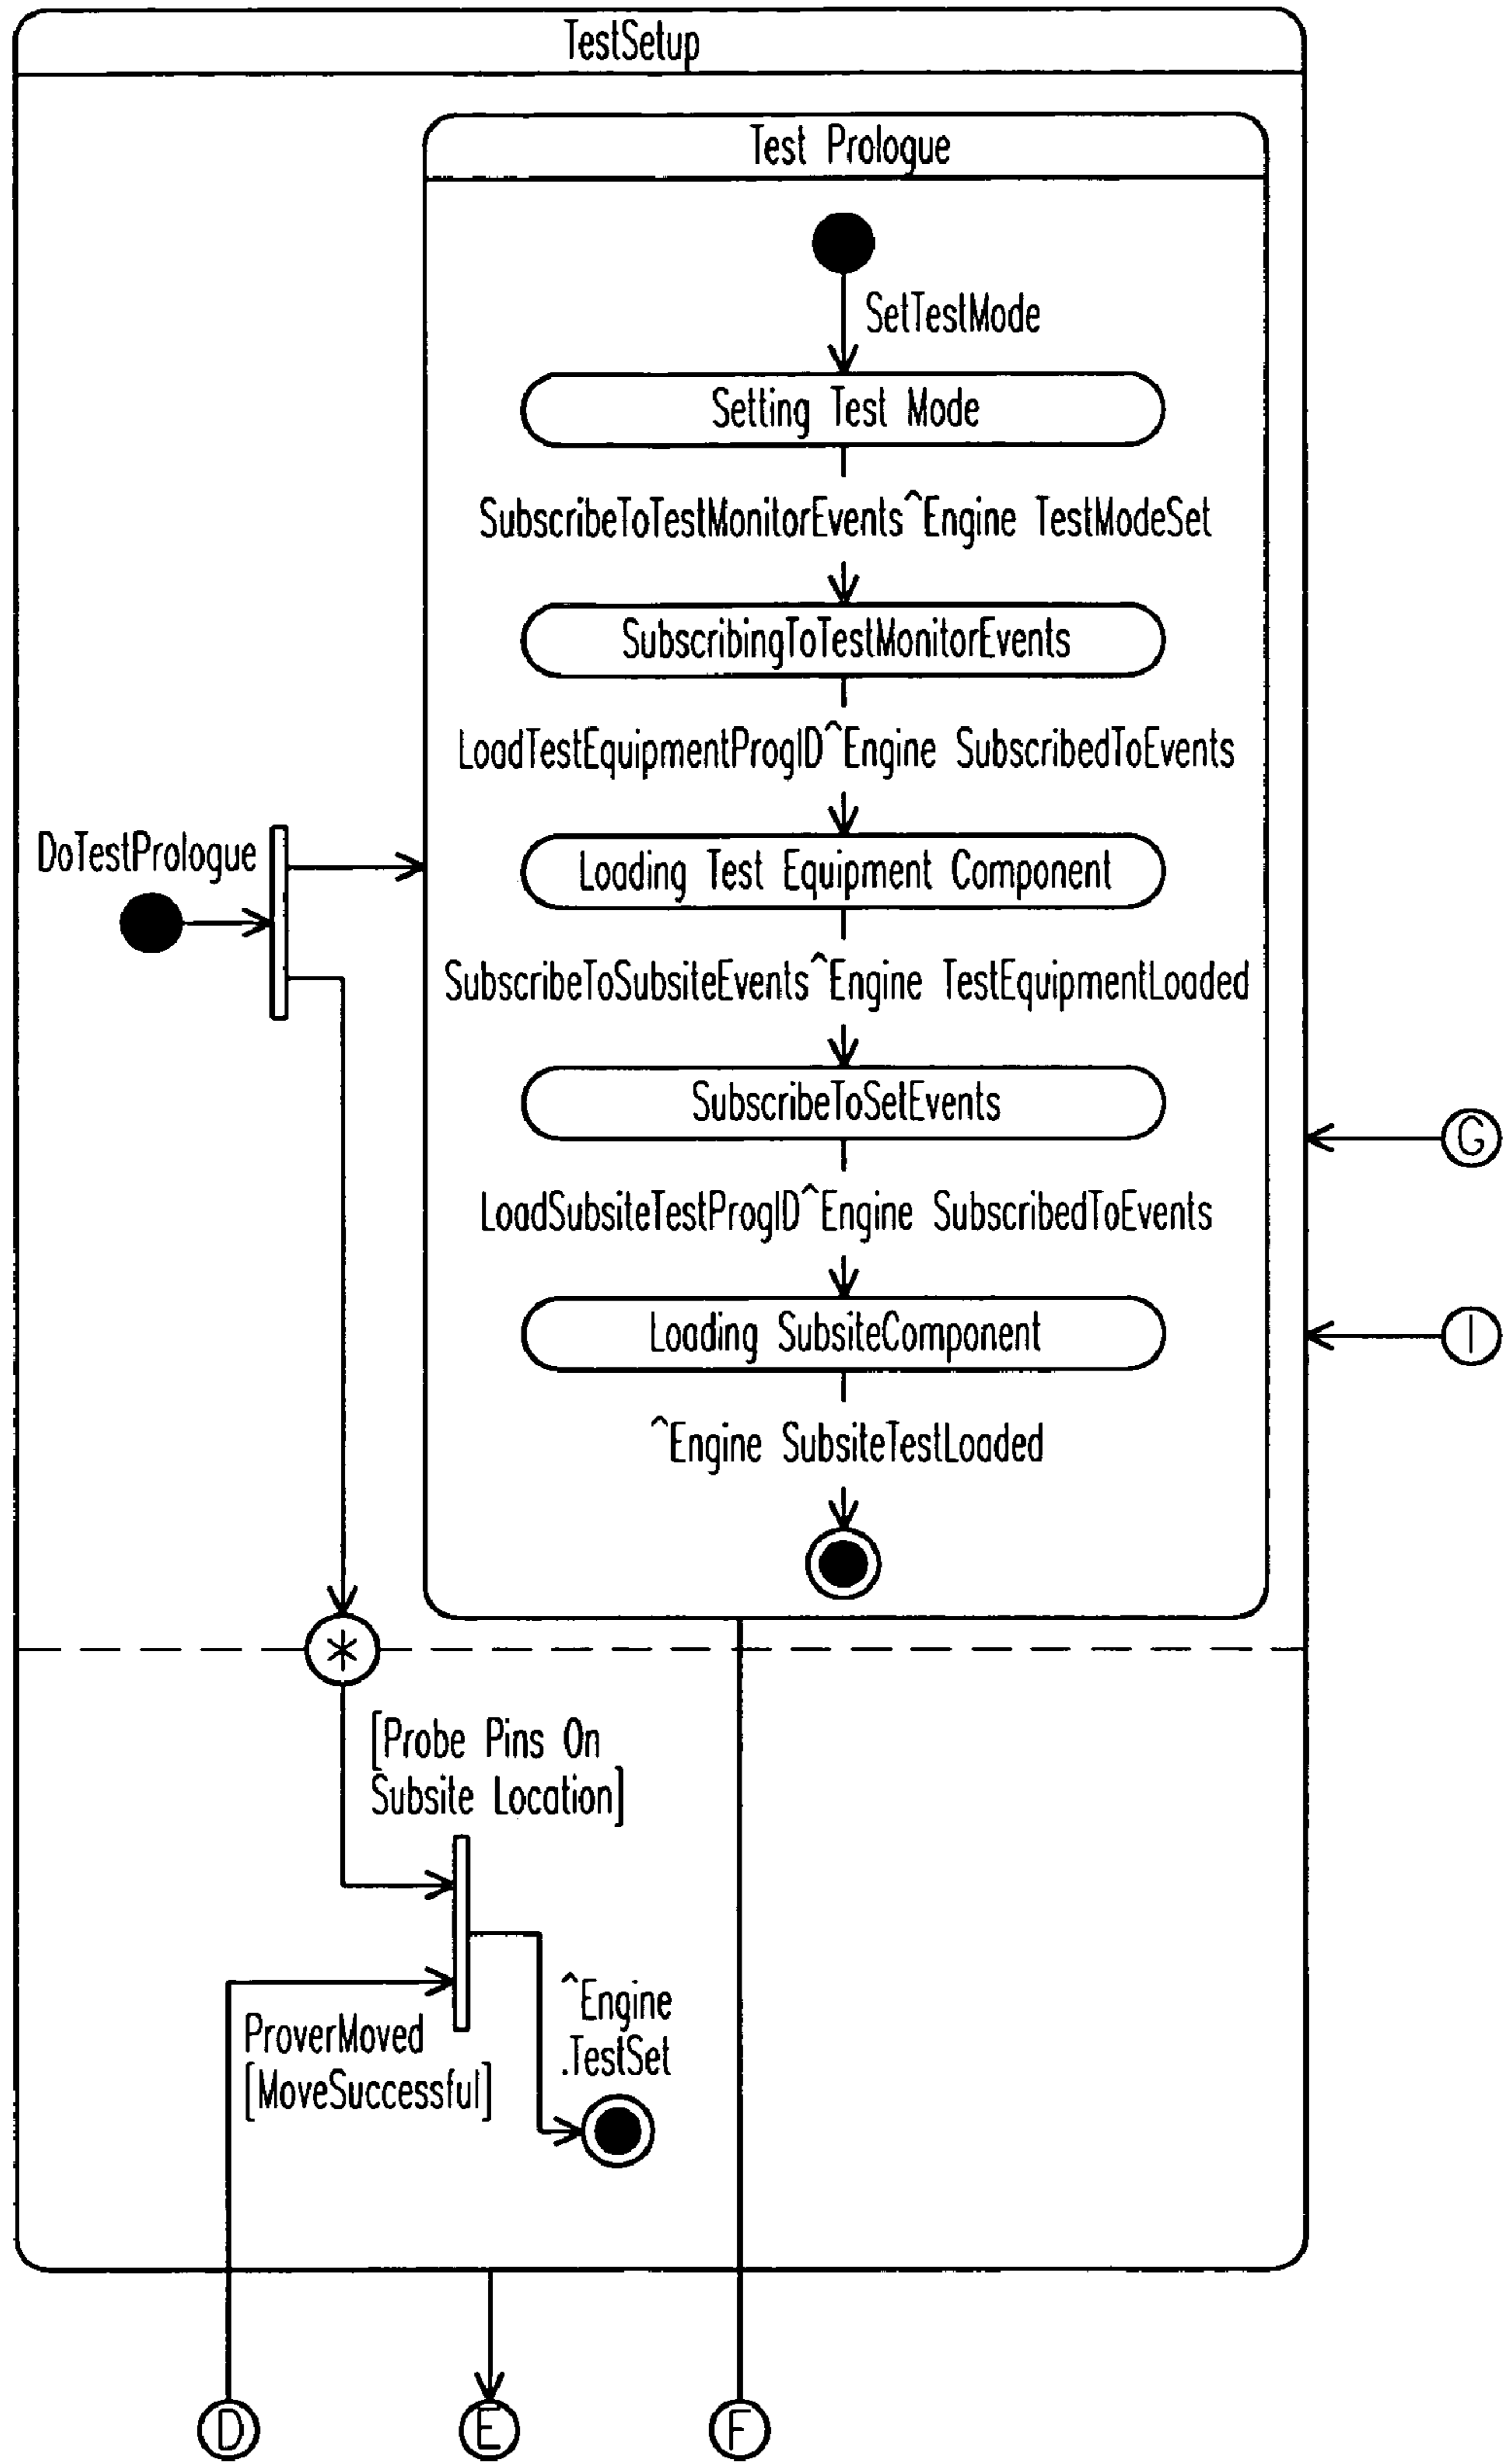 TestSetup
Test Prologue
SetTestMode
Setting Test Mode
SubscribeToTestMonitorEvents^Engine TestModeSet
SubscribingToTestMonitorEvents
LoadTestEquipmentProgID^Engine SubscribedToEvents
DoTestPrologue
Loading Test Equipment Component
SubscribeToSubsiteEvents^Engine TestEquipmentLoaded
SubscribeToSetEvents
G
LoadSubsiteTestProgID^Engine SubscribedToEvents
Loading SubsiteComponent
I
^Engine SubsiteTestLoaded
*
[Probe Pins On
Subsite Location]
^Engine
.TestSet
ProverMoved
[MoveSuccessful]
D
E
F